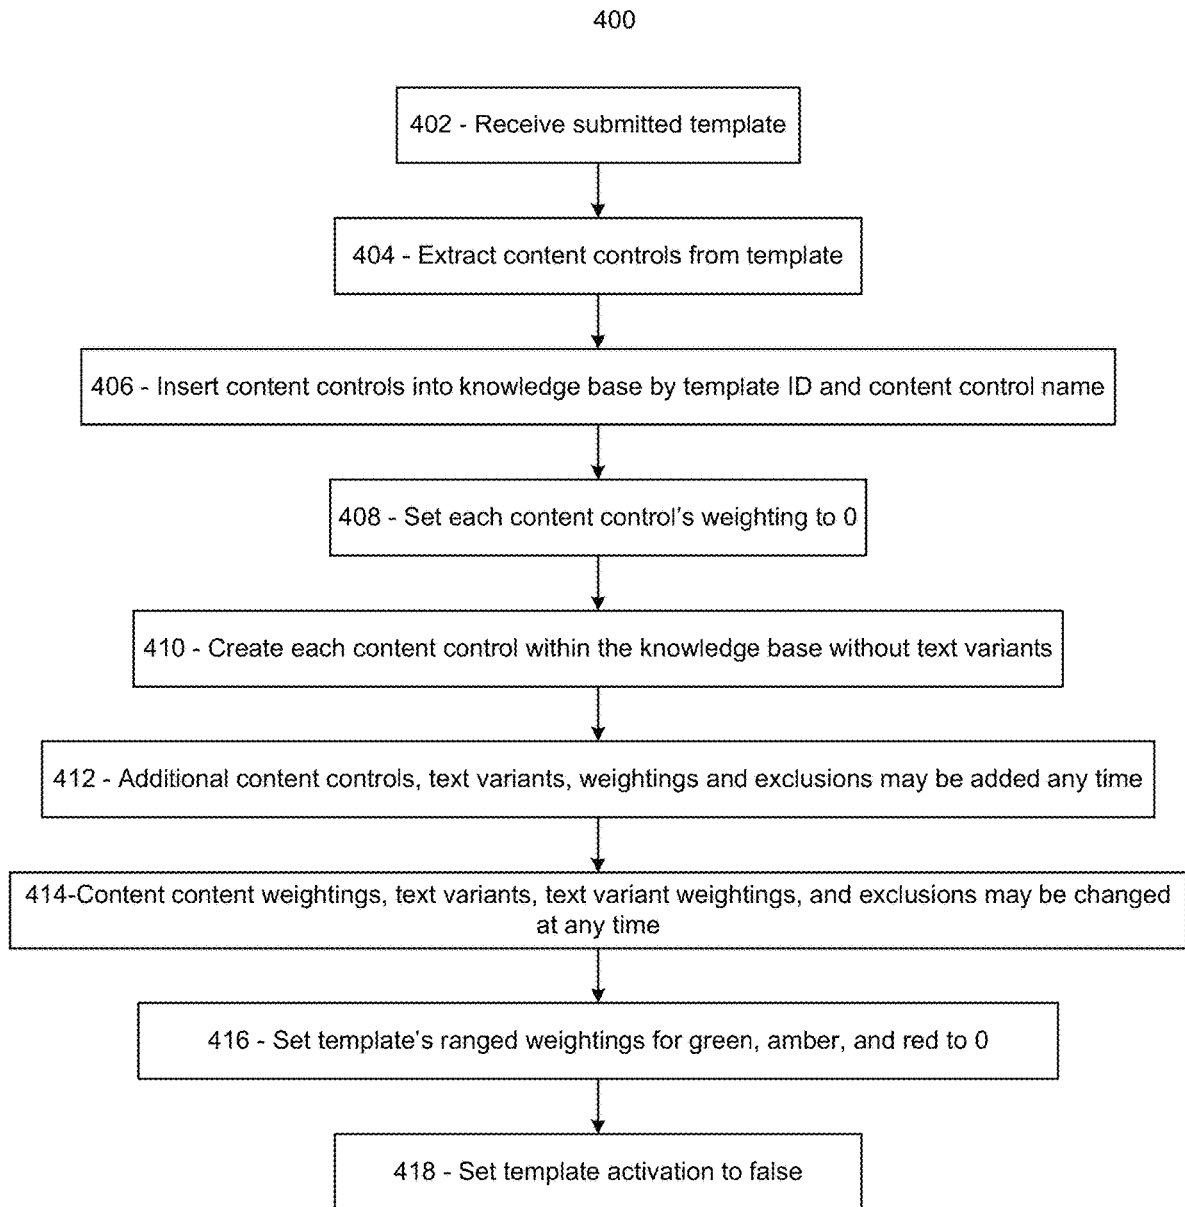 400
402 - Receive submitted template
404 - Extract content controls from template
406 - Insert content controls into knowledge base by template ID and content control name
408 - Set each content control's weighting to 0
410 - Create each content control within the knowledge base without text variants
412 - Additional content controls, text variants, weightings and exclusions may be added any time
414-Content content weightings, text variants, text variant weightings, and exclusions may be changed
at any time
416 - Set template's ranged weightings for green, amber, and red to 0
418 - Set template activation to false